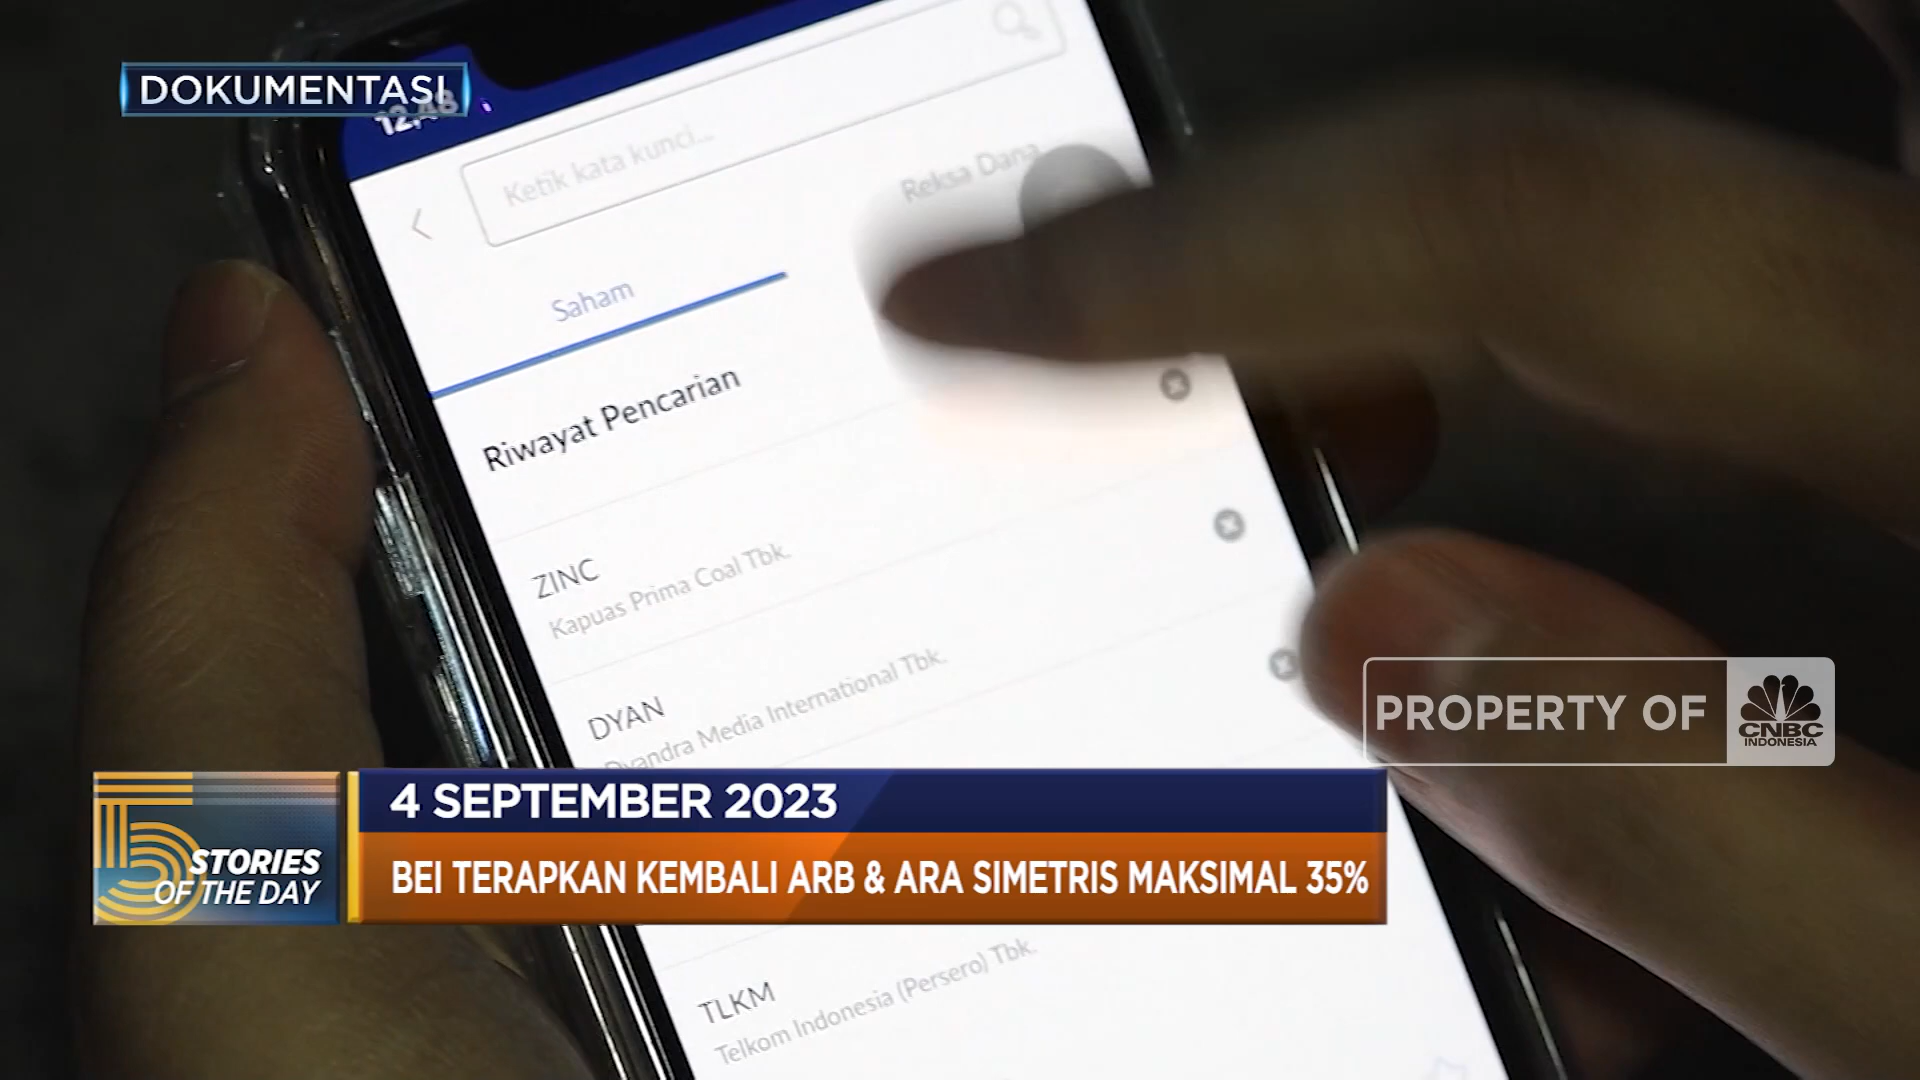 DOKUMENTASI
Ketik kata kunci...
Saham
Reksa Dana
Riwayat Pencarian
ZINC
Kapuas Prima Coal Tbk.
DYAN
Dyandra Media International Tbk.
PROPERTY OF
CNBC
INDONESIA
4 SEPTEMBER 2023
5
STORIES
OF THE DAY
BEI TERAPKAN KEMBALI ARB & ARA SIMETRIS MAKSIMAL 35%
TLKM
Telkom Indonesia (Persero) Tbk.